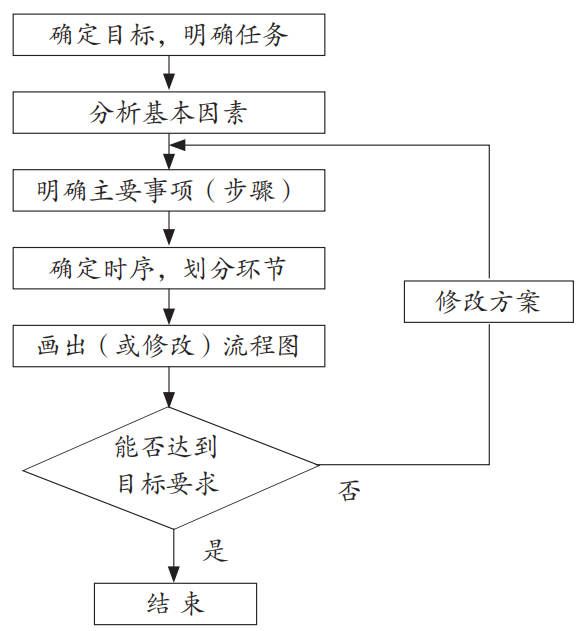 确定目标，明确任务
分析基本因素
明确主要事项（步骤）
确定时序，划分环节
修改方案
画出（或修改）流程图
能否达到
目标要求
否
是
结 束